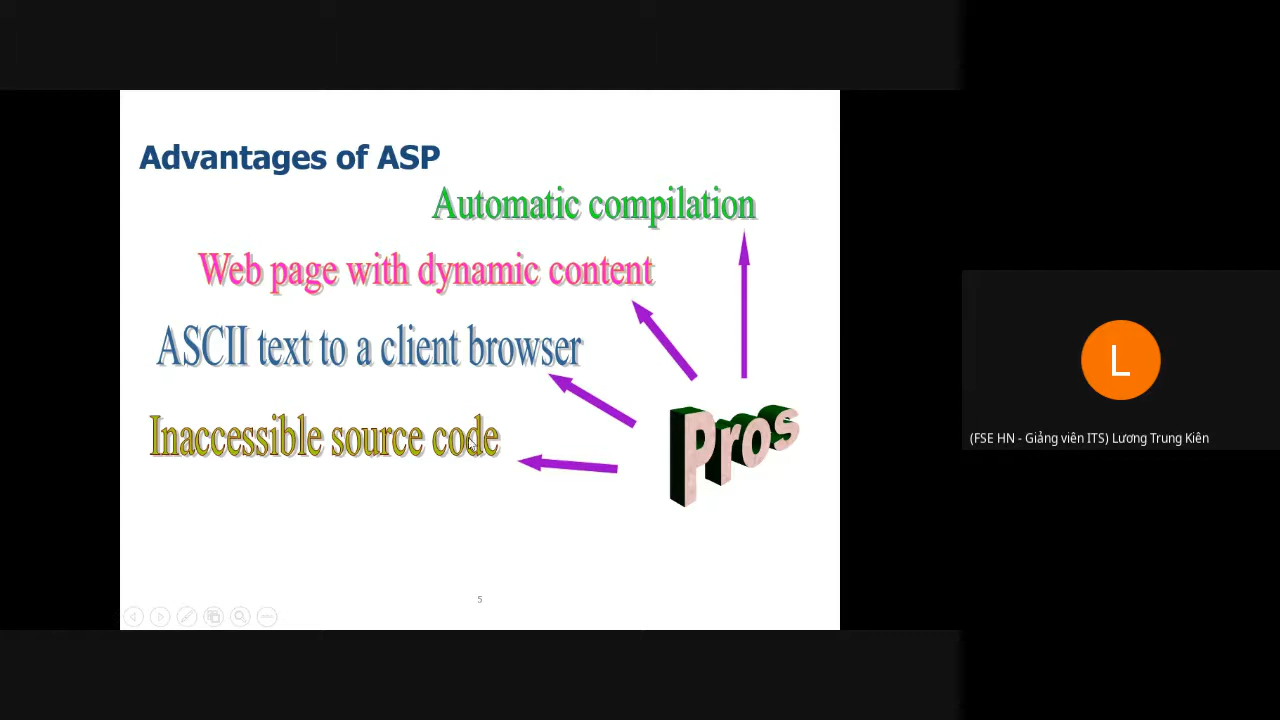 Advantages of ASP
Automatic compilation
Web page with dynamic content
ASCII text to a client browser
Inaccessible source code
Pros
5
L
(FSE HN - Giảng viên ITS) Lương Trung Kiên